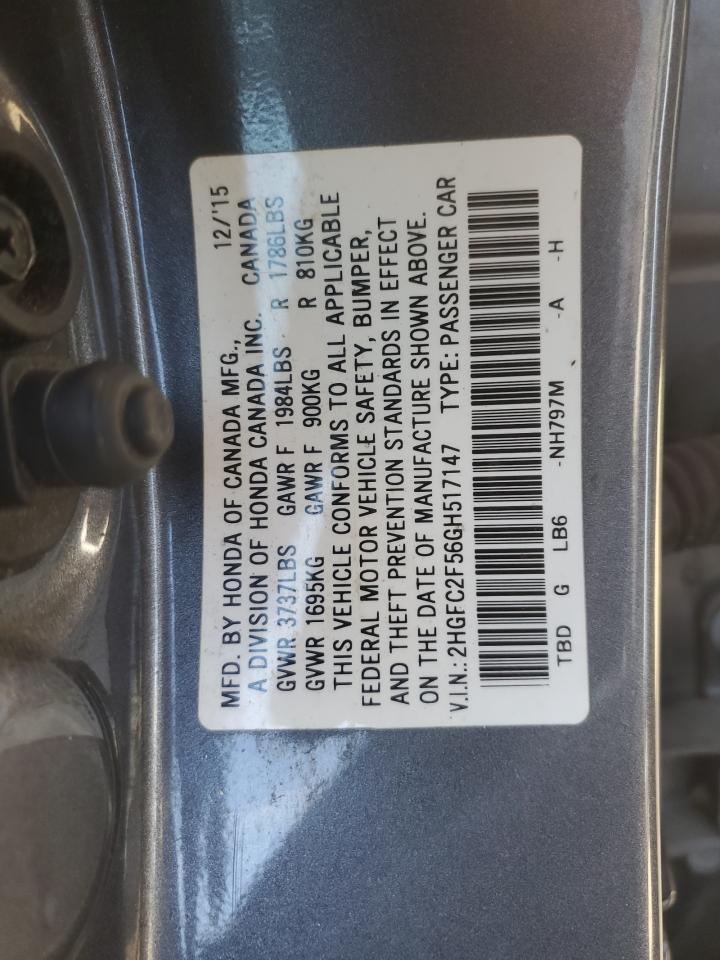 MFD. BY HONDA OF CANADA MFG., 12/'15
A DIVISION OF HONDA CANADA INC. CANADA
GVWR 3737LBS GAWR F 1984LBS R 1786LBS
GVWR 1695KG GAWR F 900KG R 810KG
THIS VEHICLE CONFORMS TO ALL APPLICABLE
FEDERAL MOTOR VEHICLE SAFETY, BUMPER,
AND THEFT PREVENTION STANDARDS IN EFFECT
ON THE DATE OF MANUFACTURE SHOWN ABOVE.
V.I.N.: 2HGFC2F56GH517147 TYPE: PASSENGER CAR
TBD G LB6 -NH797M -A -H